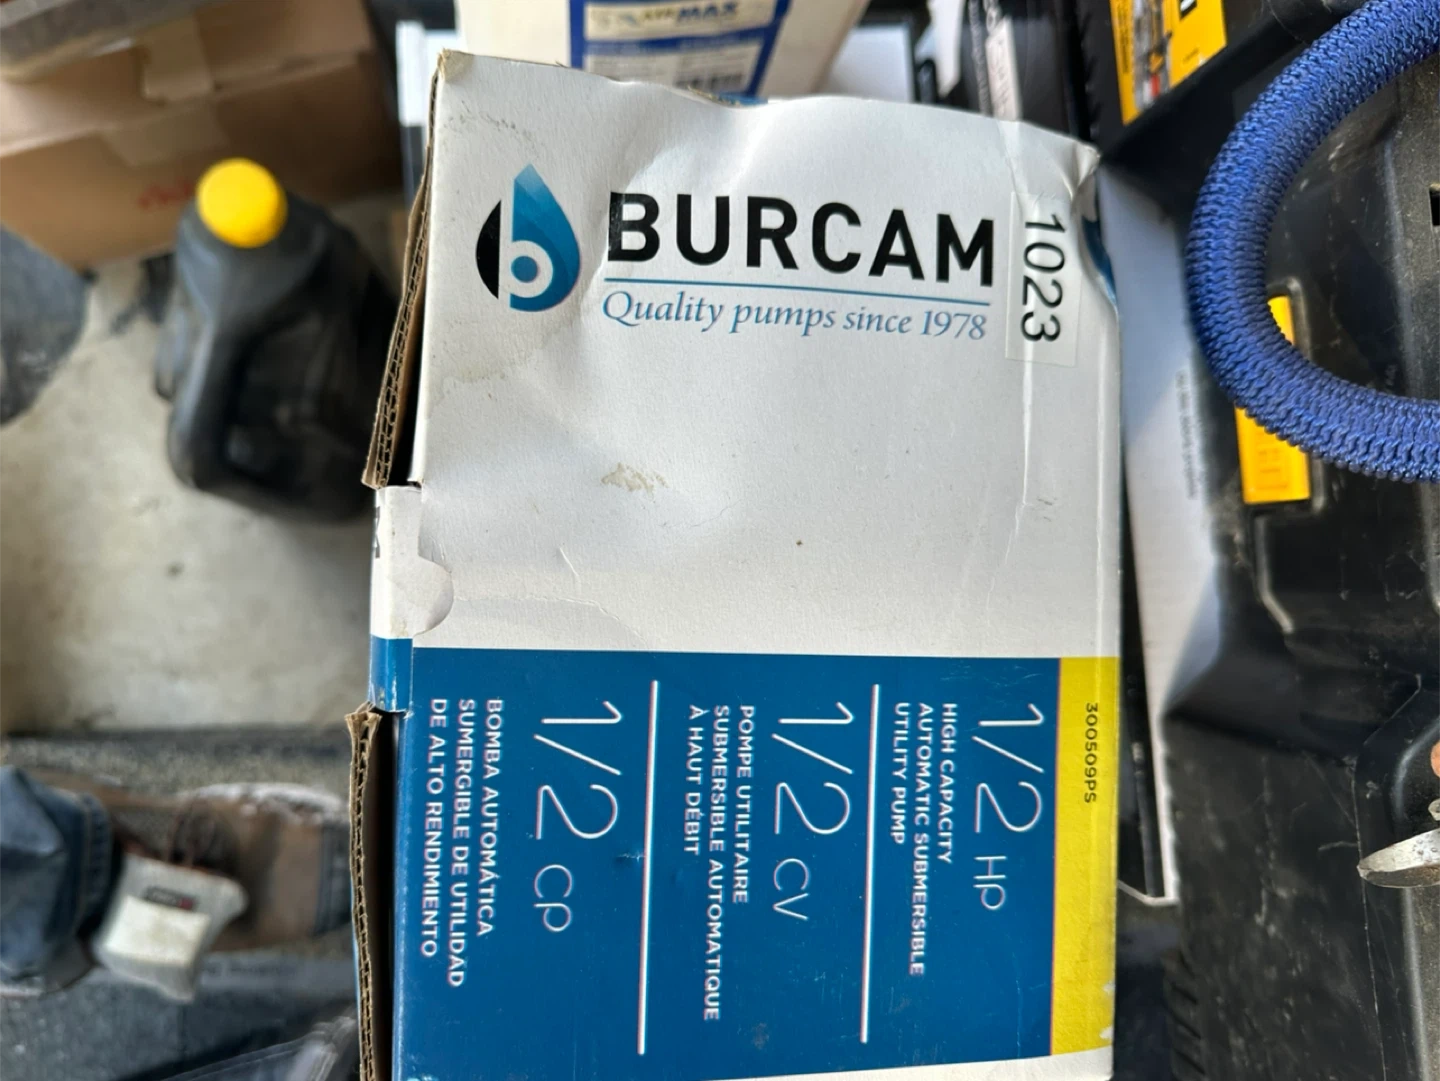 BURCAM
Quality pumps since 1978
1023
300509PS
1/2 HP
HIGH CAPACITY
AUTOMATIC SUBMERSIBLE
UTILITY PUMP
1/2 CV
POMPE UTILITAIRE
SUBMERSIBLE AUTOMATIQUE
À HAUT DÉBIT
1/2 CP
BOMBA AUTOMÁTICA
SUMERGIBLE DE UTILIDAD
DE ALTO RENDIMIENTO